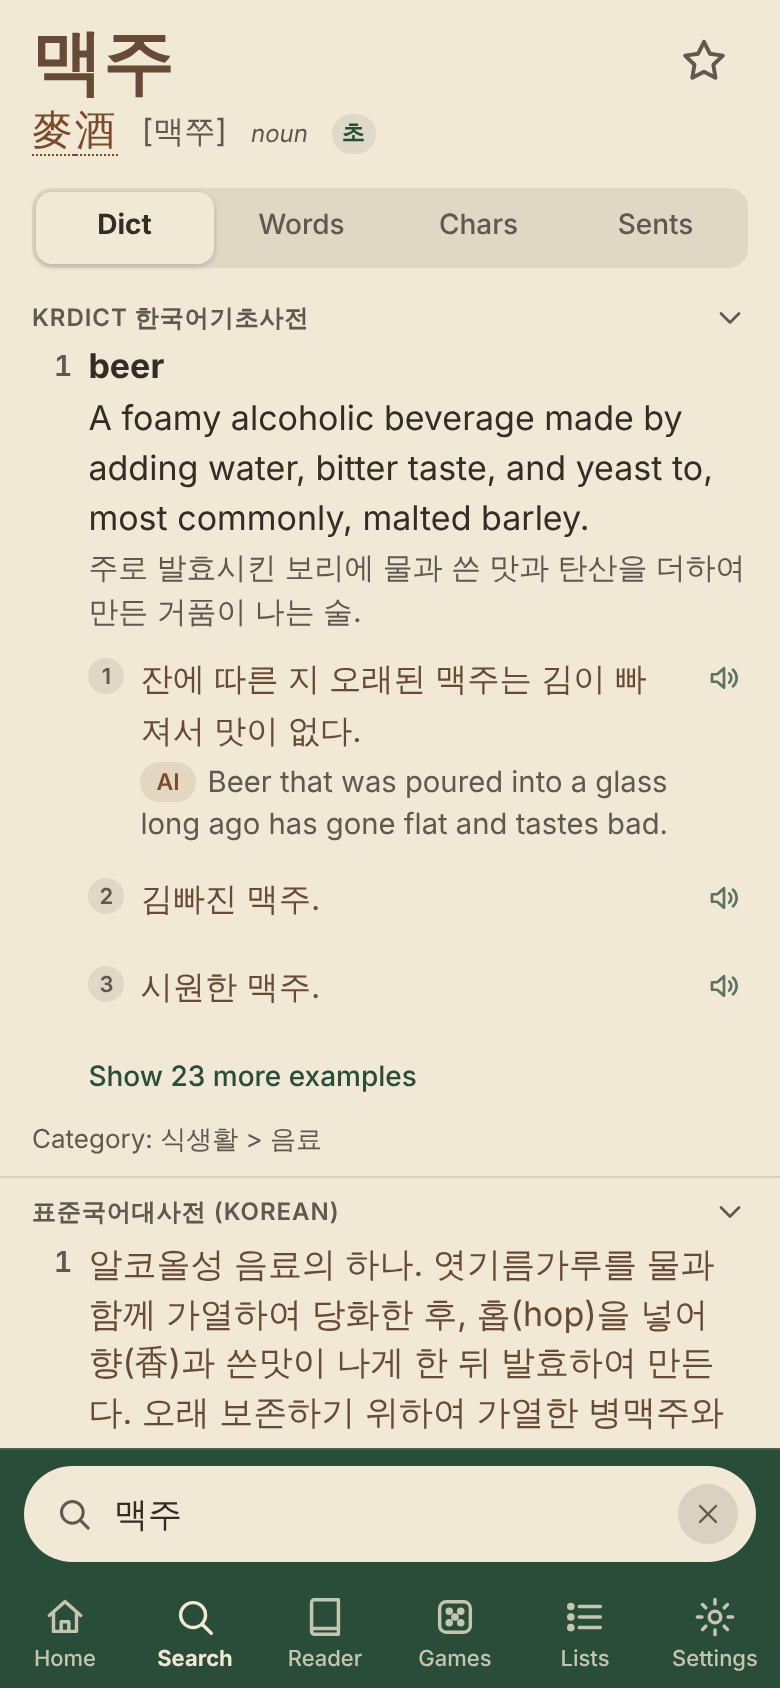 맥주
麥酒 [맥쭈] noun 초
Dict Words Chars Sents
KRDICT 한국어기초사전
1 beer
A foamy alcoholic beverage made by
adding water, bitter taste, and yeast to,
most commonly, malted barley.
주로 발효시킨 보리에 물과 쓴 맛과 탄산을 더하여
만든 거품이 나는 술.
1 잔에 따른 지 오래된 맥주는 김이 빠
져서 맛이 없다.
AI Beer that was poured into a glass
long ago has gone flat and tastes bad.
2 김빠진 맥주.
3 시원한 맥주.
Show 23 more examples
Category: 식생활 > 음료
표준국어대사전 (KOREAN)
1 알코올성 음료의 하나. 엿기름가루를 물과
함께 가열하여 당화한 후, 홉(hop)을 넣어
향(香)과 쓴맛이 나게 한 뒤 발효하여 만든
다. 오래 보존하기 위하여 가열한 병맥주와
맥주
Home Search Reader Games Lists Settings